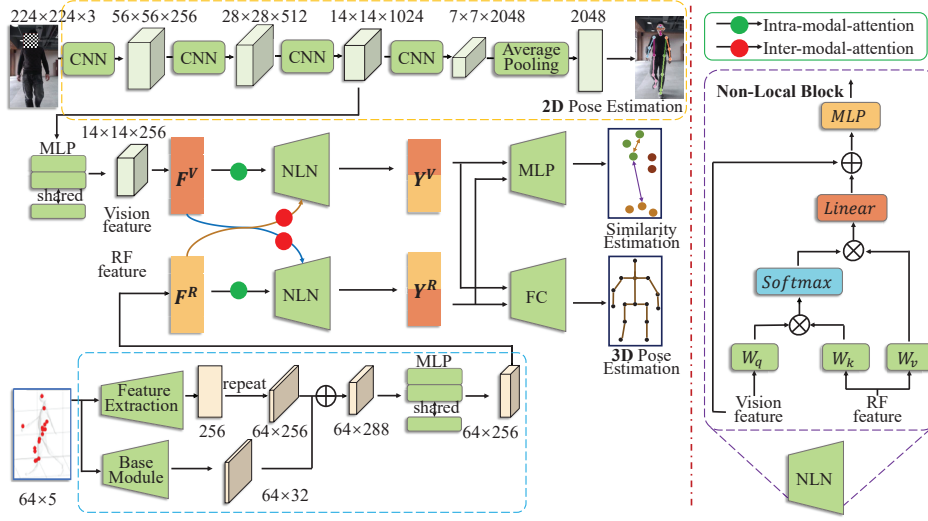 224×224×3
56×56×256
28×28×512
14×14×1024
7×7×2048
2048
CNN
CNN
CNN
CNN
Average
Pooling
2D Pose Estimation
14×14×256
MLP
shared
Vision
feature
F^V
NLN
Y^V
MLP
Similarity
Estimation
RF
feature
F^R
NLN
Y^R
FC
3D Pose
Estimation
Feature
Extraction
repeat
256
64×256
64×288
MLP
shared
64×256
Base
Module
64×32
64×5
Intra-modal-attention
Inter-modal-attention
Non-Local Block
MLP
Linear
Softmax
W_q
W_k
W_v
Vision
feature
RF
feature
NLN